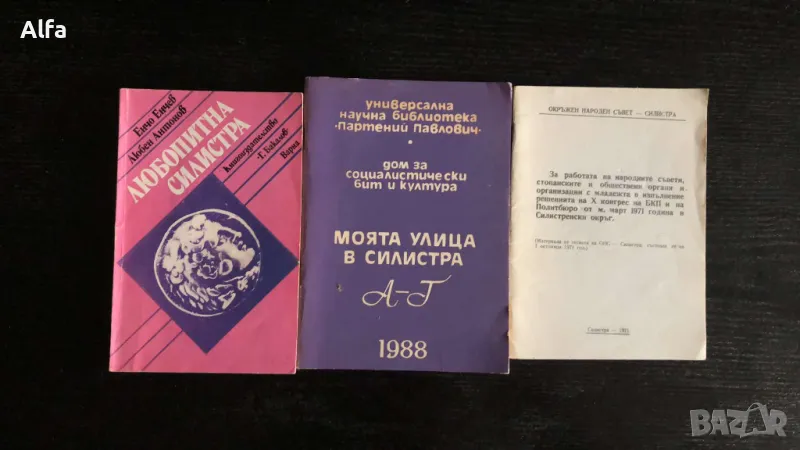 Alfa
Енчо Енчев
Любен Антонов
ЛЮБОПИТНА
СИЛИСТРА
Книгоиздателство
„Г. Бакалов“
Варна
универсална
научна библиотека
„Партений Павлович“
•
дом за
социалистически
бит и култура
МОЯТА УЛИЦА
В СИЛИСТРА
А–Г
1988
ОКРЪЖЕН НАРОДЕН СЪВЕТ — СИЛИСТРА
За работата на народните съвети,
стопанските и обществени органи и
организации с младежта в изпълнение
решенията на X конгрес на БКП и на
Политбюро от м. март 1971 година в
Силистренски окръг.
Силистра — 1971
BAZAR